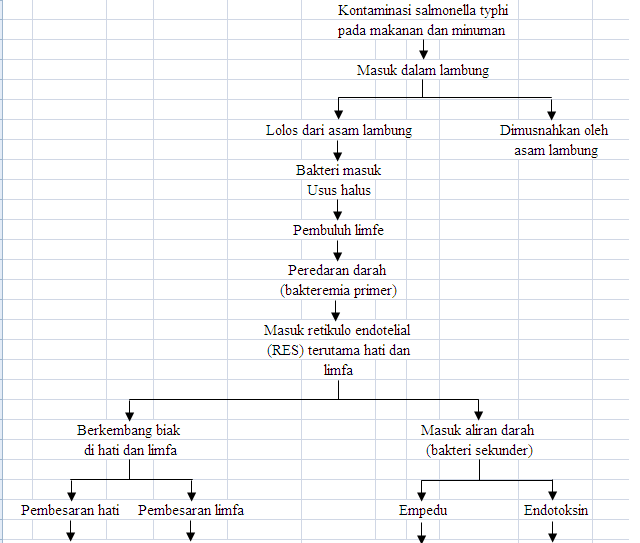 Kontaminasi salmonella typhi
pada makanan dan minuman
Masuk dalam lambung
Lolos dari asam lambung
Dimusnahkan oleh
asam lambung
Bakteri masuk
Usus halus
Pembuluh limfe
Peredaran darah
(bakteremia primer)
Masuk retikulo endotelial
(RES) terutama hati dan
limfa
Berkembang biak
di hati dan limfa
Masuk aliran darah
(bakteri sekunder)
Pembesaran hati
Pembesaran limfa
Empedu
Endotoksin